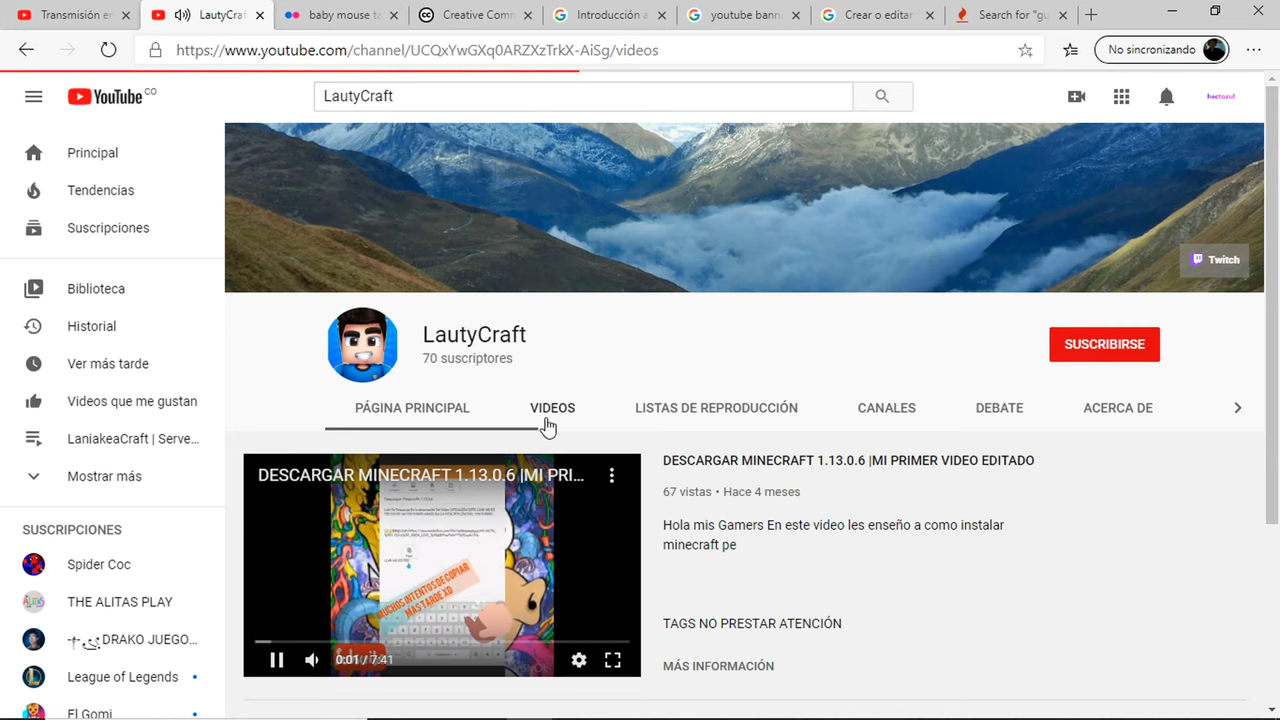 Transmisión e
LautyCraft
baby mouse ta
Creative Com
Introducción a
youtube bann
Crear o editar
Search for "gu
https://www.youtube.com/channel/UCQxYwGXq0ARZXzTrkX-AiSg/videos
No sincronizando
YouTube CO
LautyCraft
hectozul
Principal
Tendencias
Suscripciones
Biblioteca
Historial
Ver más tarde
Videos que me gustan
LaniakeaCraft | Serve...
Mostrar más
SUSCRIPCIONES
Spider Coc
THE ALITAS PLAY
DRAKO JUEGO...
League of Legends
El Gomi
Twitch
LautyCraft
70 suscriptores
SUSCRIBIRSE
PÁGINA PRINCIPAL
VIDEOS
LISTAS DE REPRODUCCIÓN
CANALES
DEBATE
ACERCA DE
DESCARGAR MINECRAFT 1.13.0.6 |MI PRI...
MUCHOS INTENTOS DE COPIAR
MAS TARDE XD
0:01 / 7:41
DESCARGAR MINECRAFT 1.13.0.6 |MI PRIMER VIDEO EDITADO
67 vistas • Hace 4 meses
Hola mis Gamers En este video les enseño a como instalar
minecraft pe
TAGS NO PRESTAR ATENCIÓN
MÁS INFORMACIÓN